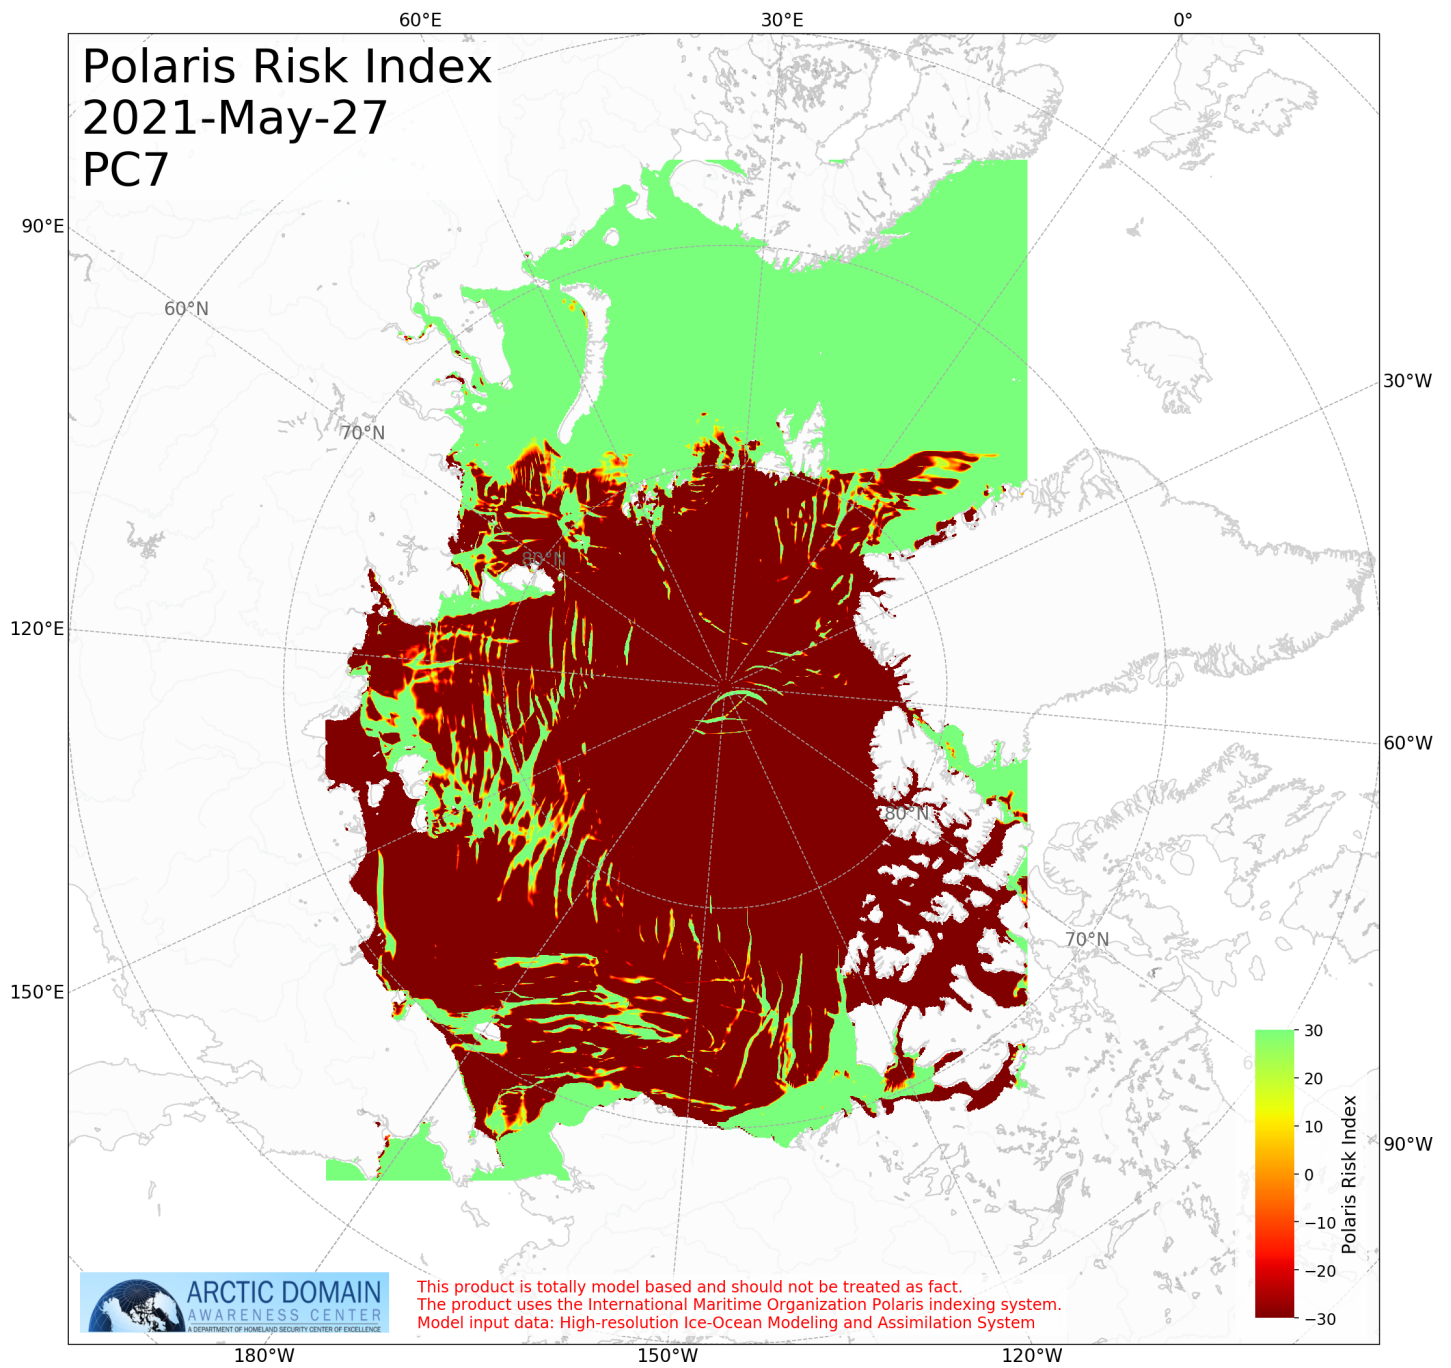 60°E
30°E
0°
Polaris Risk Index
2021-May-27
PC7
90°E
60°N
30°W
70°N
80°N
120°E
60°W
80°N
70°N
150°E
30
20
10
0
−10
−20
−30
Polaris Risk Index
90°W
ARCTIC DOMAIN
AWARENESS CENTER
A DEPARTMENT OF HOMELAND SECURITY CENTER OF EXCELLENCE
This product is totally model based and should not be treated as fact.
The product uses the International Maritime Organization Polaris indexing system.
Model input data: High-resolution Ice-Ocean Modeling and Assimilation System
180°W
150°W
120°W